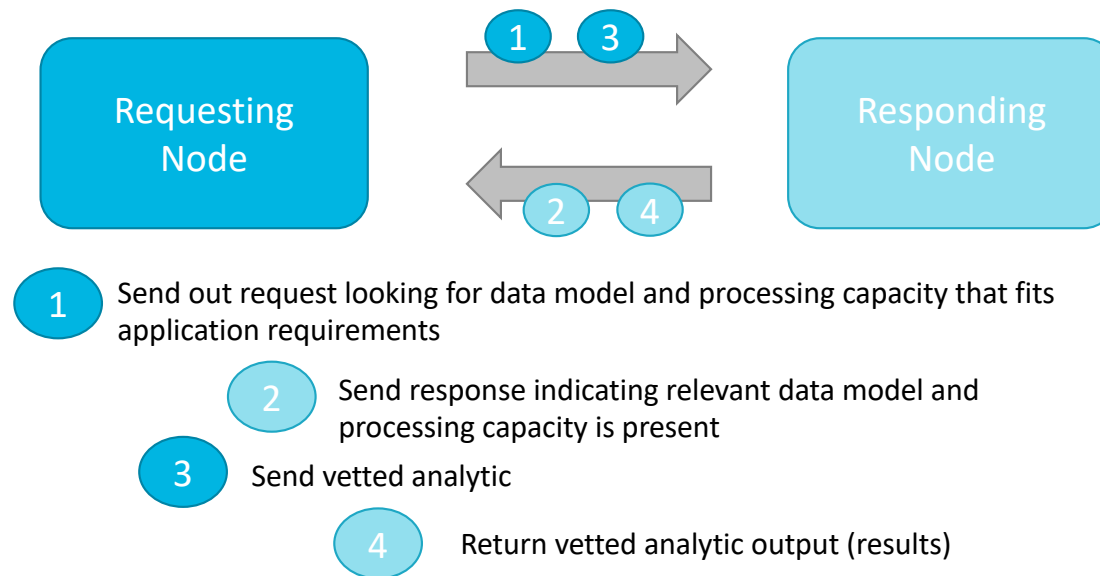 Requesting
Node
1
3
Responding
Node
2
4
1
Send out request looking for data model and processing capacity that fits
application requirements
2
Send response indicating relevant data model and
processing capacity is present
3
Send vetted analytic
4
Return vetted analytic output (results)